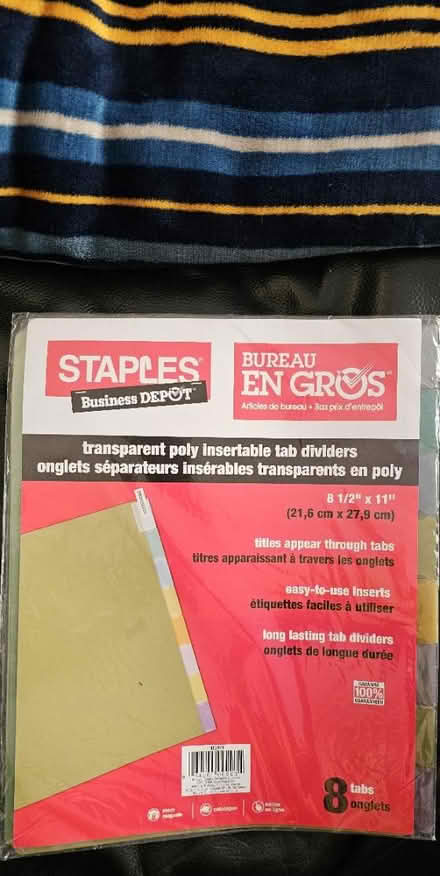 STAPLES
Business DEPOT
BUREAU
EN GROS
Articles de bureau + Bas prix d'entrepôt
transparent poly insertable tab dividers
onglets séparateurs insérables transparents en poly
8 1/2" x 11"
(21,6 cm x 27,9 cm)
titles appear through tabs
titres apparaissant à travers les onglets
easy-to-use inserts
étiquettes faciles à utiliser
long lasting tab dividers
onglets de longue durée
100%
8 tabs
onglets